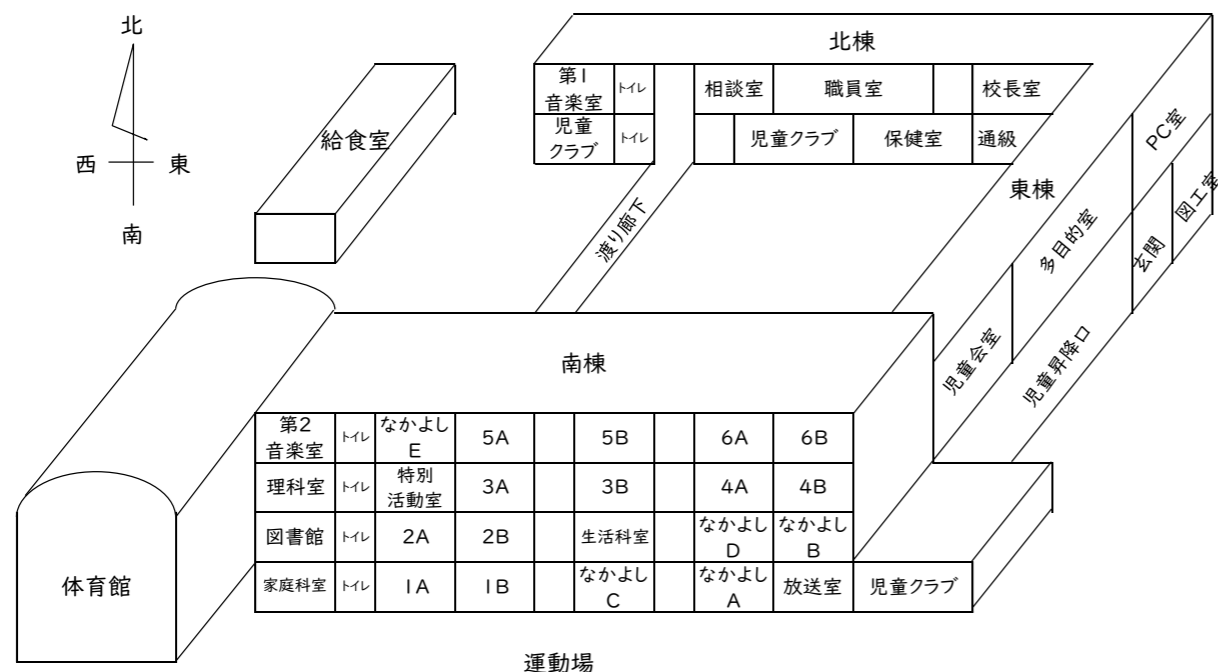 北
西
東
南
給食室
北棟
第1
音楽室
トイレ
相談室
職員室
校長室
児童
クラブ
トイレ
児童クラブ
保健室
通級
渡り廊下
東棟
PC室
図工室
多目的室
玄関
児童会室
児童昇降口
南棟
第2
音楽室
トイレ
なかよし
E
5A
5B
6A
6B
理科室
トイレ
特別
活動室
3A
3B
4A
4B
図書館
トイレ
2A
2B
生活科室
なかよし
D
なかよし
B
家庭科室
トイレ
1A
1B
なかよし
C
なかよし
A
放送室
児童クラブ
体育館
運動場